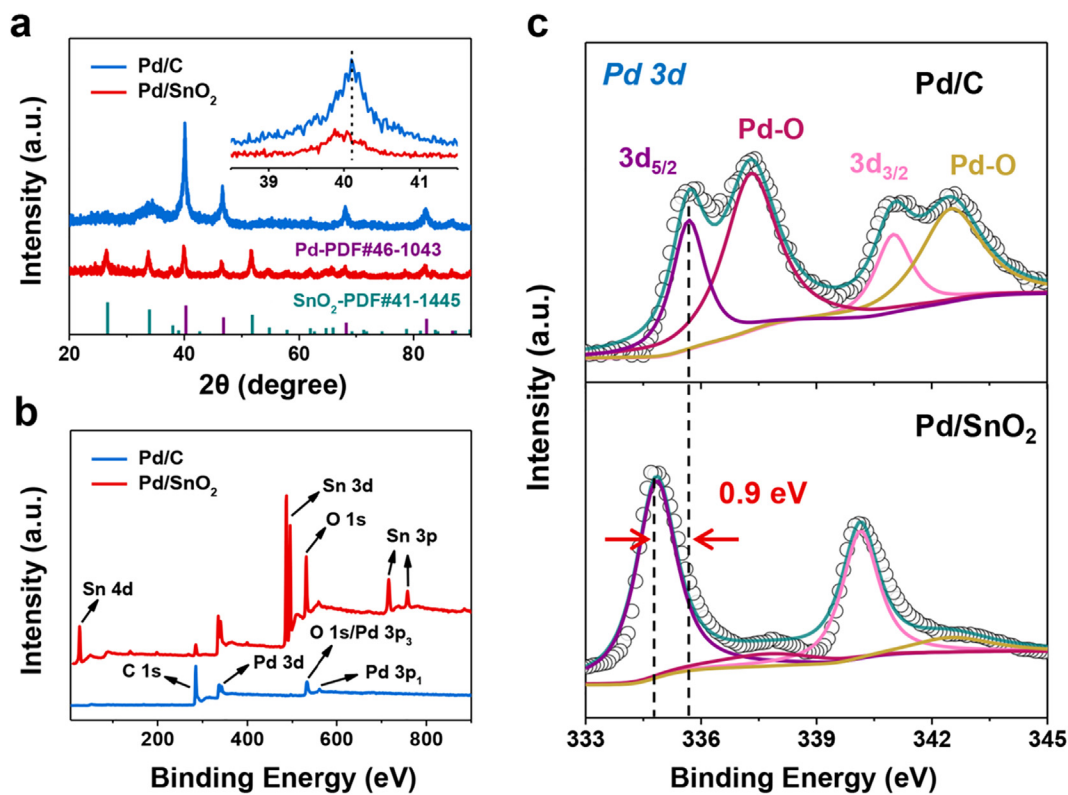 a
Pd/C
Pd/SnO₂
39 40 41
Pd-PDF#46-1043
SnO₂-PDF#41-1445
20 40 60 80
2θ (degree)
Intensity (a.u.)
b
Pd/C
Pd/SnO₂
Sn 3d
O 1s
Sn 3p
Sn 4d
O 1s/Pd 3p₃
C 1s
Pd 3d
Pd 3p₁
200 400 600 800
Binding Energy (eV)
Intensity (a.u.)
c
Pd 3d
Pd/C
Pd-O
3d₅/₂
3d₃/₂
Pd-O
Intensity (a.u.)
Pd/SnO₂
0.9 eV
Intensity (a.u.)
333 336 339 342 345
Binding Energy (eV)